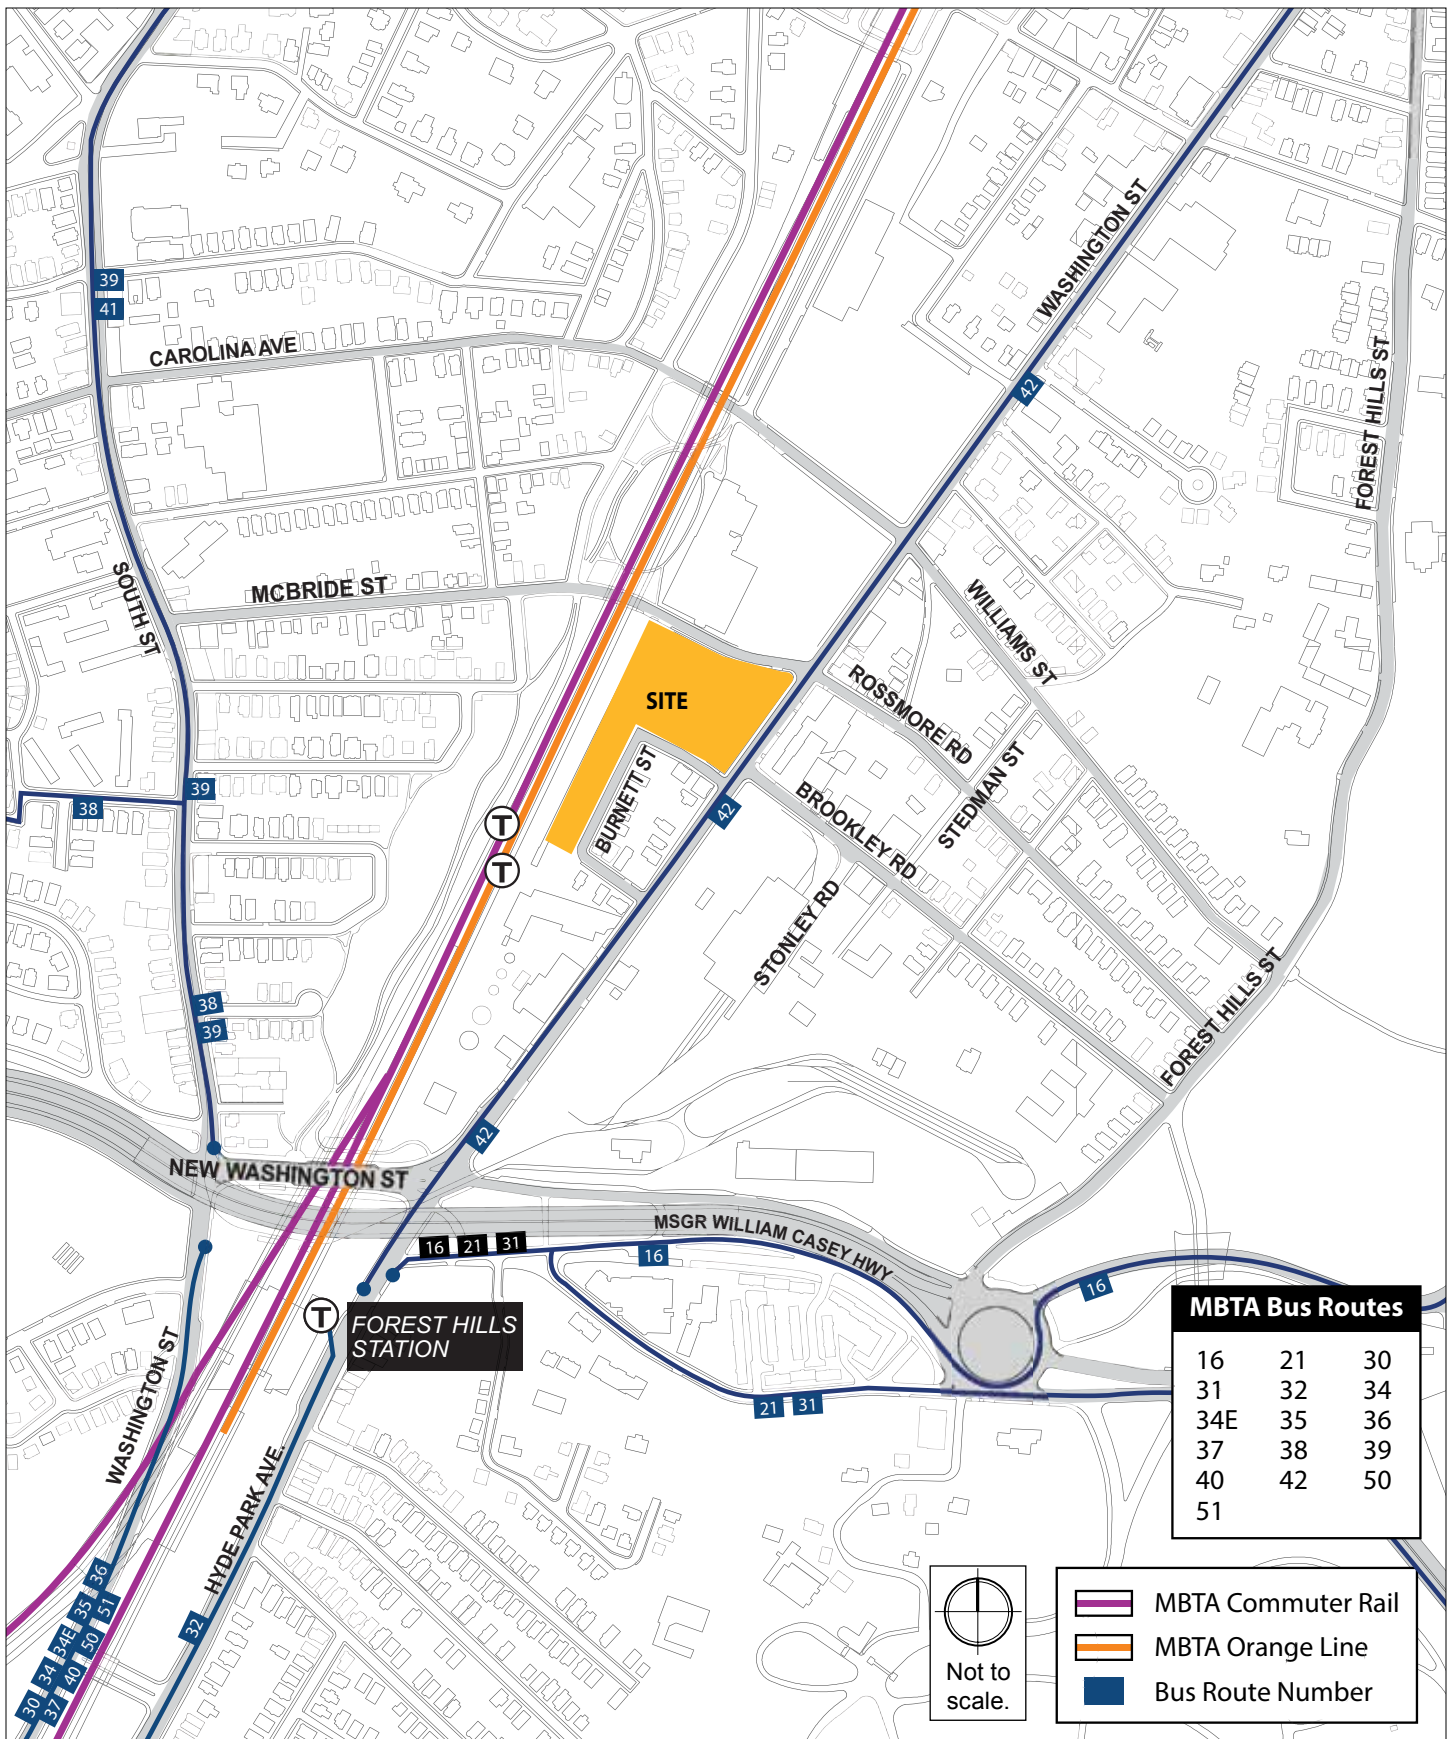 WASHINGTON ST
39
41
CAROLINA AVE
42
FOREST HILLS ST
SOUTH ST
MCBRIDE ST
WILLIAMS ST
SITE
ROSSMORE RD
STEDMAN ST
BURNETT ST
39
38
42
T
T
BROOKLEY RD
STONLEY RD
38
39
FOREST HILLS ST
42
NEW WASHINGTON ST
MSGR WILLIAM CASEY HWY
16 21 31
16
16
T
FOREST HILLS
STATION
WASHINGTON ST
21 31
HYDE PARK AVE.
36
35
51
34E
50
34
40
30
37
32
MBTA Bus Routes
16 21 30
31 32 34
34E 35 36
37 38 39
40 42 50
51
Not to
scale.
MBTA Commuter Rail
MBTA Orange Line
Bus Route Number